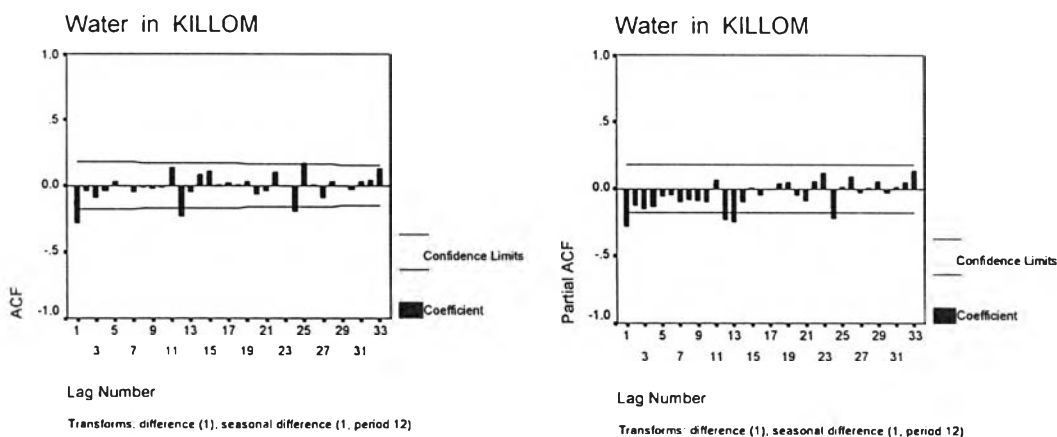 Water in KILLOM
1.0
.5
0.0
-.5
-1.0
ACF
1 5 9 13 17 21 25 29 33
3 7 11 15 19 23 27 31
Confidence Limits
Coefficient
Lag Number
Transforms: difference (1), seasonal difference (1, period 12)
Water in KILLOM
1.0
.5
0.0
-.5
-1.0
Partial ACF
1 5 9 13 17 21 25 29 33
3 7 11 15 19 23 27 31
Confidence Limits
Coefficient
Lag Number
Transforms: difference (1), seasonal difference (1, period 12)